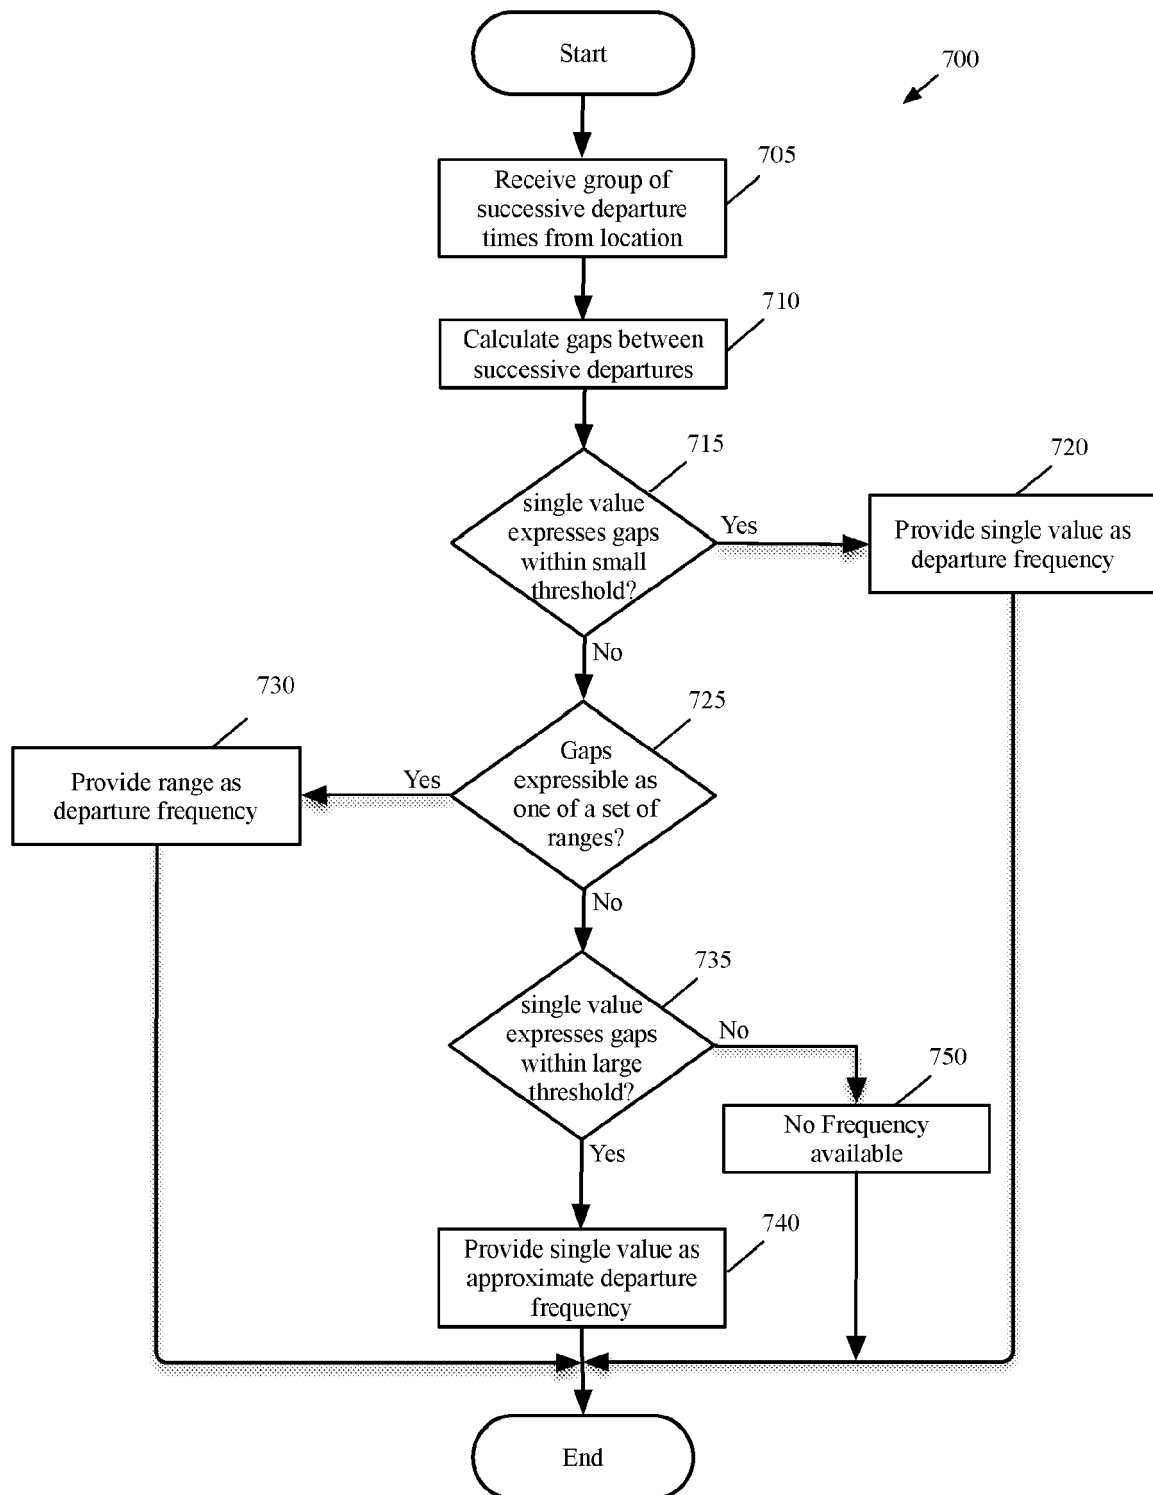 Start
700
705
Receive group of
successive departure
times from location
710
Calculate gaps between
successive departures
715
720
single value
expresses gaps
within small
threshold?
Yes
Provide single value as
departure frequency
No
730
725
Provide range as
departure frequency
Yes
Gaps
expressible as
one of a set of
ranges?
No
735
single value
expresses gaps
within large
threshold?
No
750
No Frequency
available
Yes
740
Provide single value as
approximate departure
frequency
End